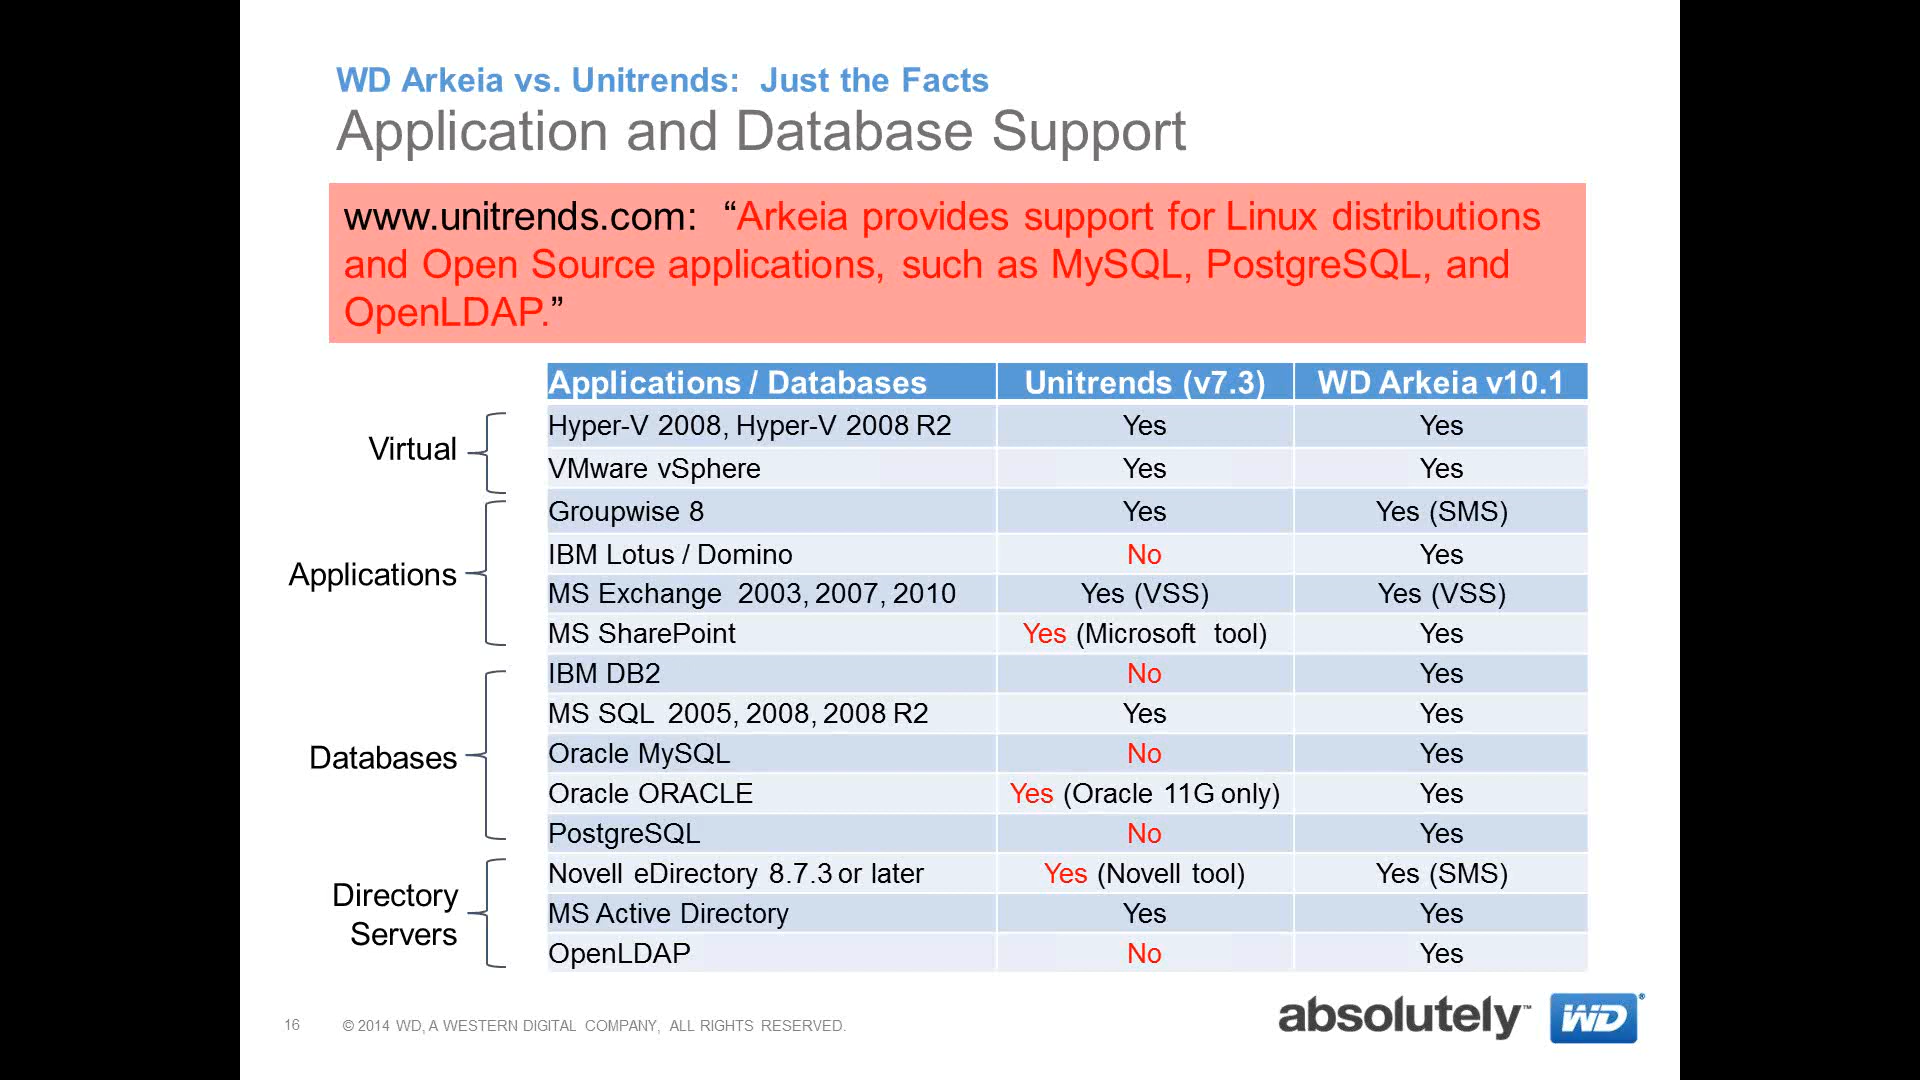 WD Arkeia vs. Unitrends: Just the Facts
Application and Database Support
www.unitrends.com: “Arkeia provides support for Linux distributions
and Open Source applications, such as MySQL, PostgreSQL, and
OpenLDAP.”
Applications / Databases Unitrends (v7.3) WD Arkeia v10.1
Virtual
Hyper-V 2008, Hyper-V 2008 R2 Yes Yes
VMware vSphere Yes Yes
Applications
Groupwise 8 Yes Yes (SMS)
IBM Lotus / Domino No Yes
MS Exchange 2003, 2007, 2010 Yes (VSS) Yes (VSS)
MS SharePoint Yes (Microsoft tool) Yes
Databases
IBM DB2 No Yes
MS SQL 2005, 2008, 2008 R2 Yes Yes
Oracle MySQL No Yes
Oracle ORACLE Yes (Oracle 11G only) Yes
PostgreSQL No Yes
Directory
Servers
Novell eDirectory 8.7.3 or later Yes (Novell tool) Yes (SMS)
MS Active Directory Yes Yes
OpenLDAP No Yes
16 © 2014 WD, A WESTERN DIGITAL COMPANY, ALL RIGHTS RESERVED.
absolutely™ WD®